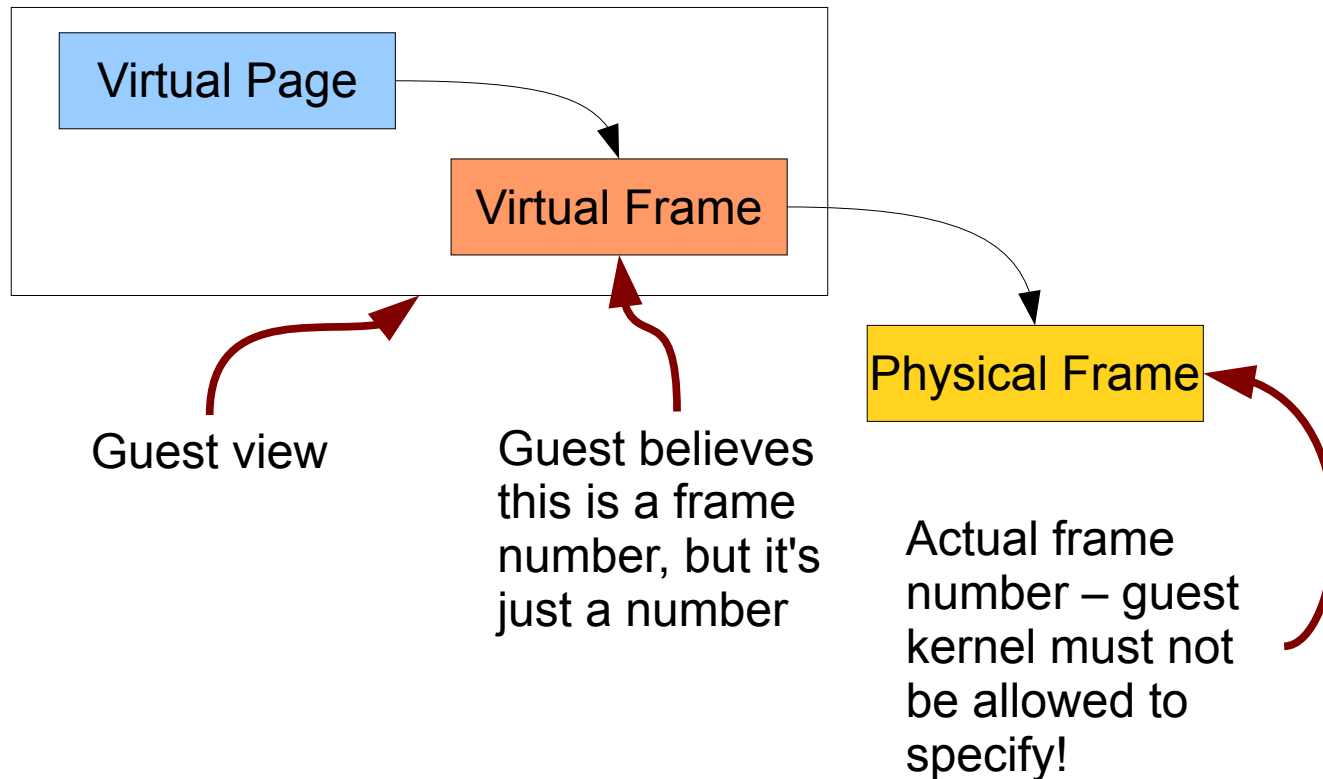 Virtual Page
Virtual Frame
Physical Frame
Guest view
Guest believes
this is a frame
number, but it's
just a number
Actual frame
number – guest
kernel must not
be allowed to
specify!